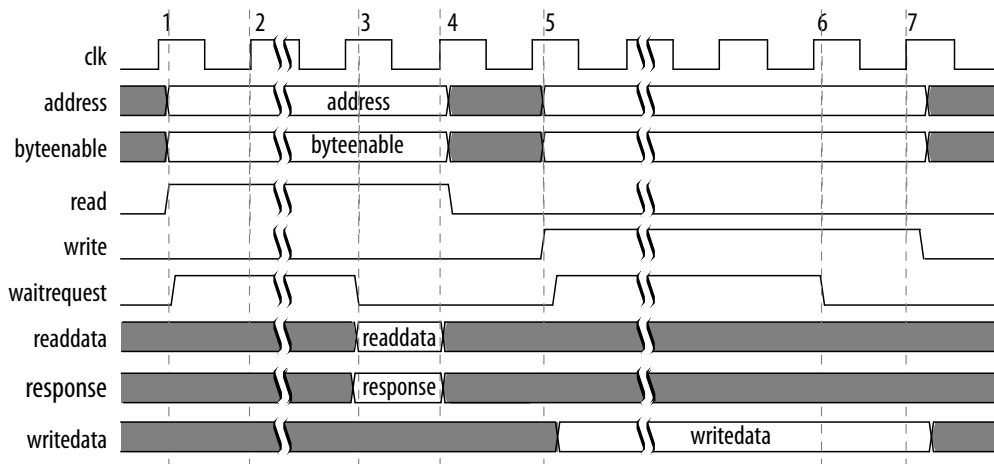 1 2 3 4 5 6 7
clk
address address
byteenable byteenable
read
write
waitrequest
readdata readdata
response response
writedata writedata